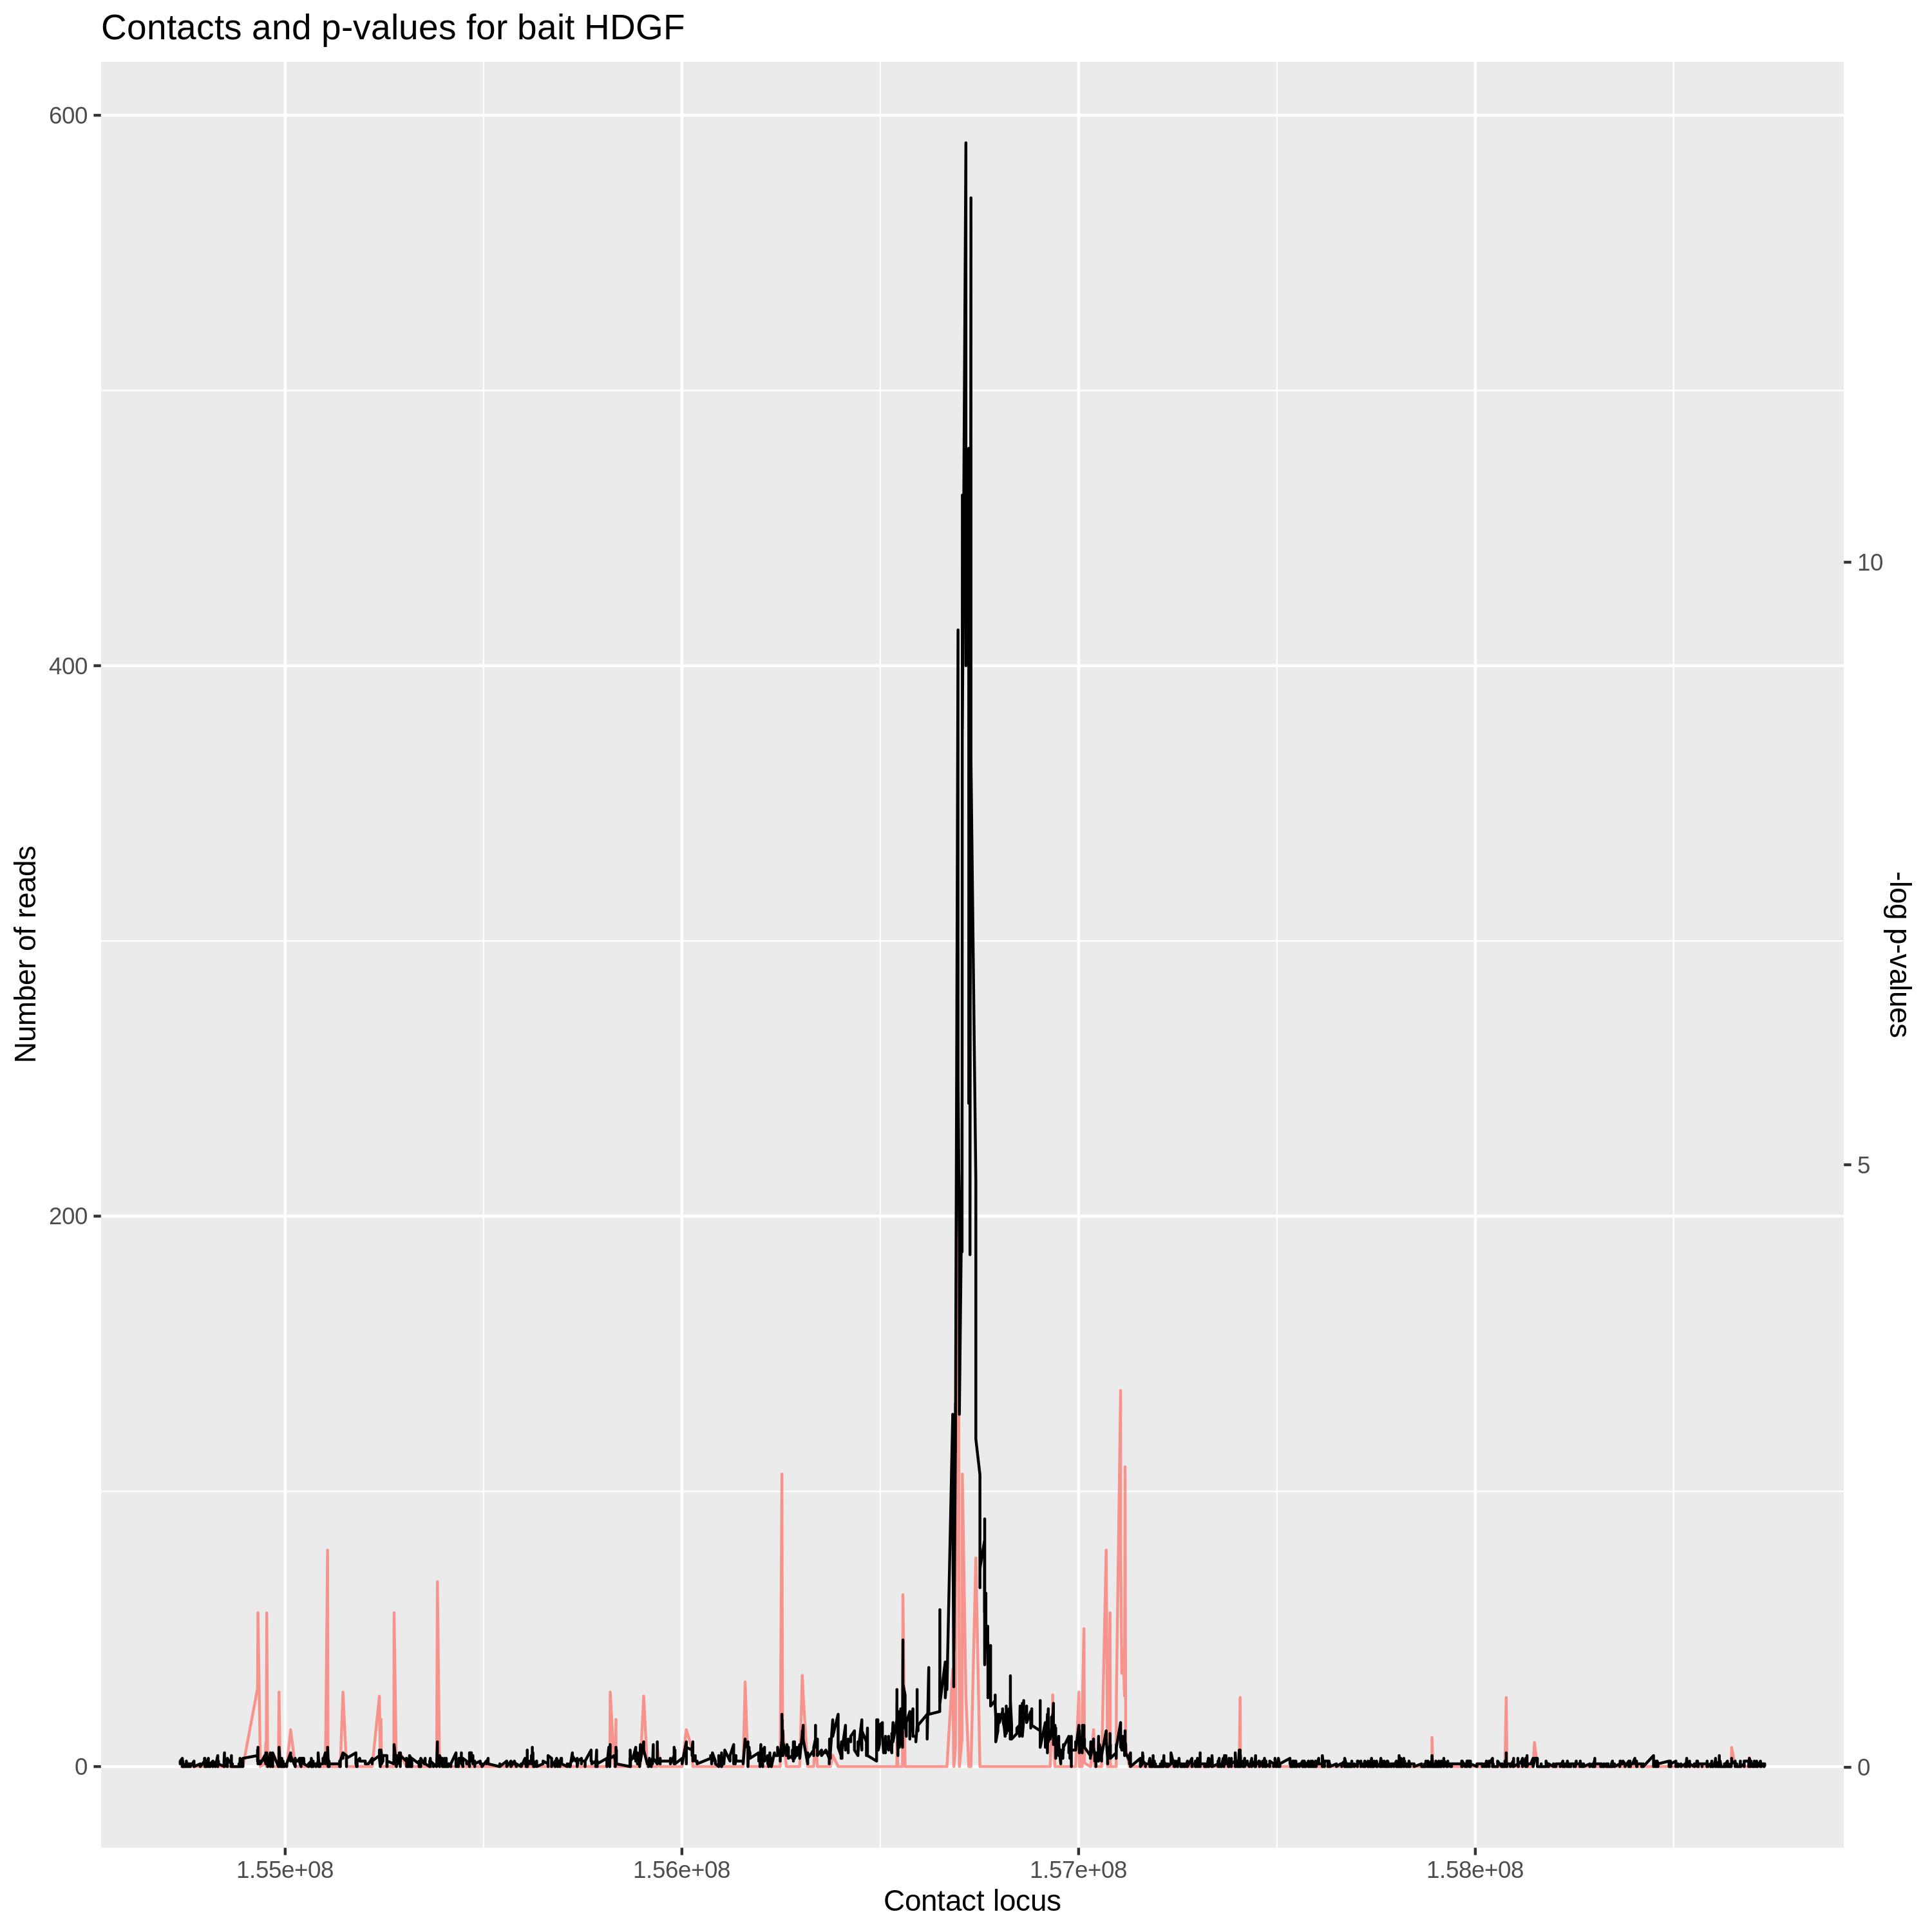 Contacts and p-values for bait HDGF
600
400
200
0
Number of reads
10
5
0
-log p-values
1.55e+08
1.56e+08
1.57e+08
1.58e+08
Contact locus